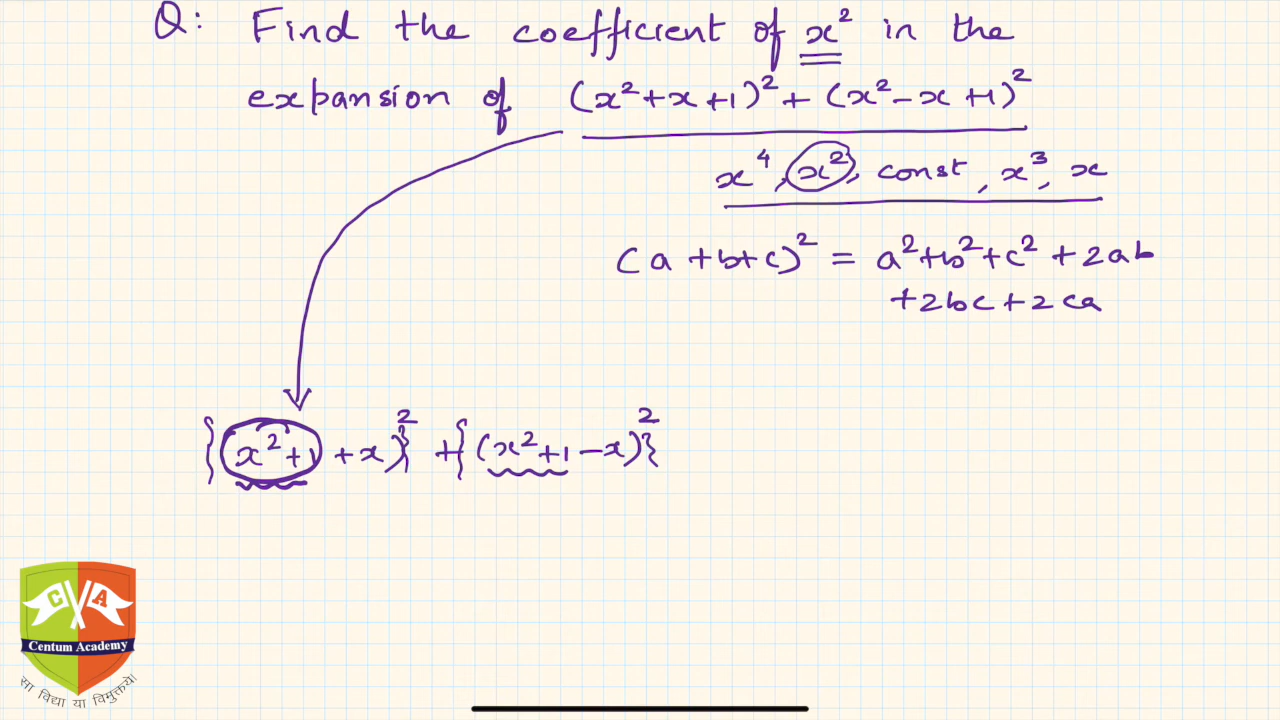 Q: Find the coefficient of x² in the
expansion of (x²+x+1)² + (x²-x+1)²
x⁴, x², const, x³, x
(a+b+c)² = a²+b²+c²+2ab
+2bc+2ca
{(x²+1+x)}² + {(x²+1-x)}²
C A
Centum Academy
सा विद्या या विमुक्तये